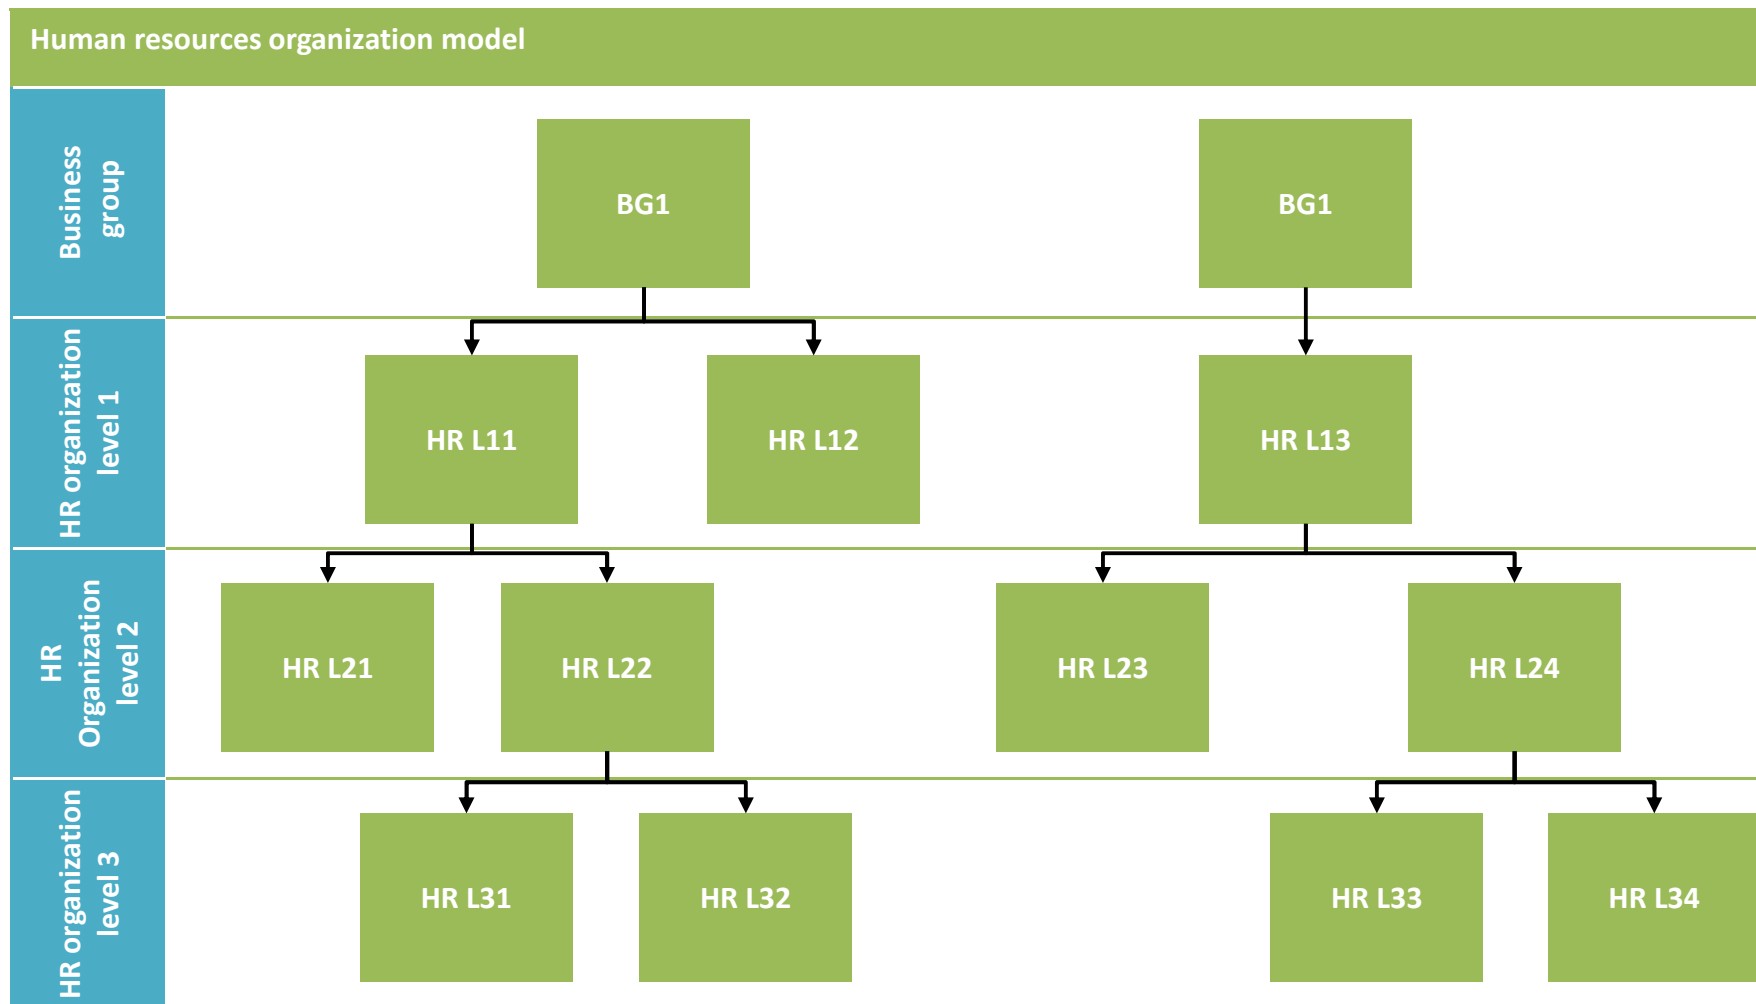 Human resources organization model
Business
group
BG1
BG1
HR organization
level 1
HR L11
HR L12
HR L13
HR
Organization
level 2
HR L21
HR L22
HR L23
HR L24
HR organization
level 3
HR L31
HR L32
HR L33
HR L34